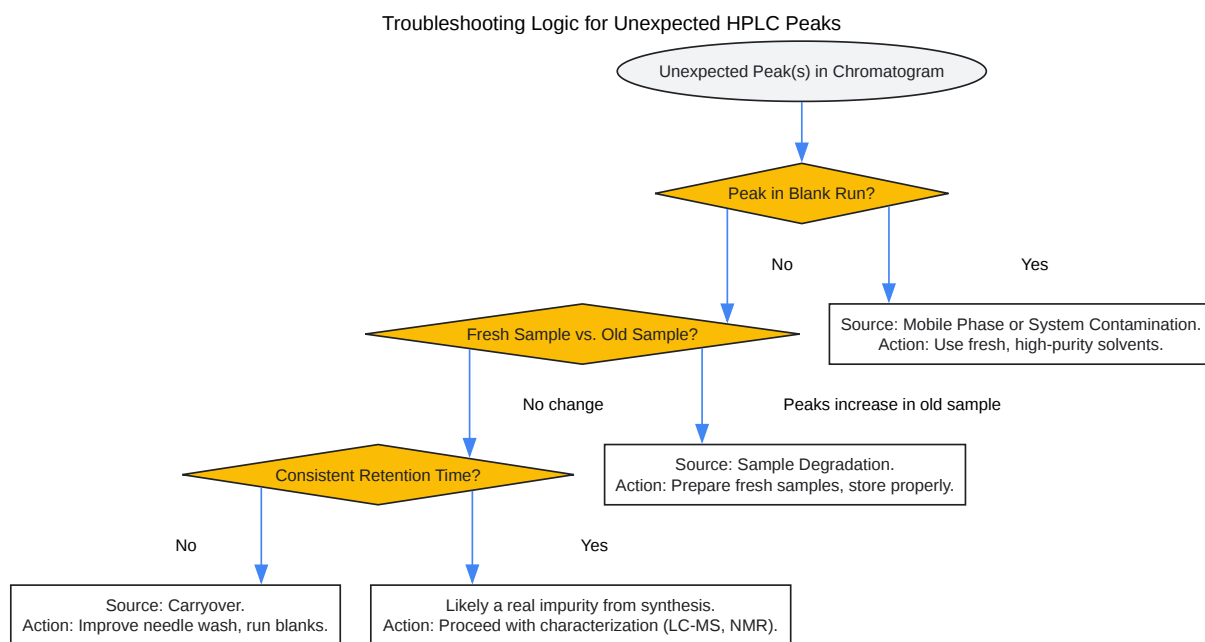 Troubleshooting Logic for Unexpected HPLC Peaks
Unexpected Peak(s) in Chromatogram
Peak in Blank Run?
No
Yes
Fresh Sample vs. Old Sample?
Source: Mobile Phase or System Contamination.
Action: Use fresh, high-purity solvents.
No change
Peaks increase in old sample
Consistent Retention Time?
Source: Sample Degradation.
Action: Prepare fresh samples, store properly.
No
Yes
Source: Carryover.
Action: Improve needle wash, run blanks.
Likely a real impurity from synthesis.
Action: Proceed with characterization (LC-MS, NMR).